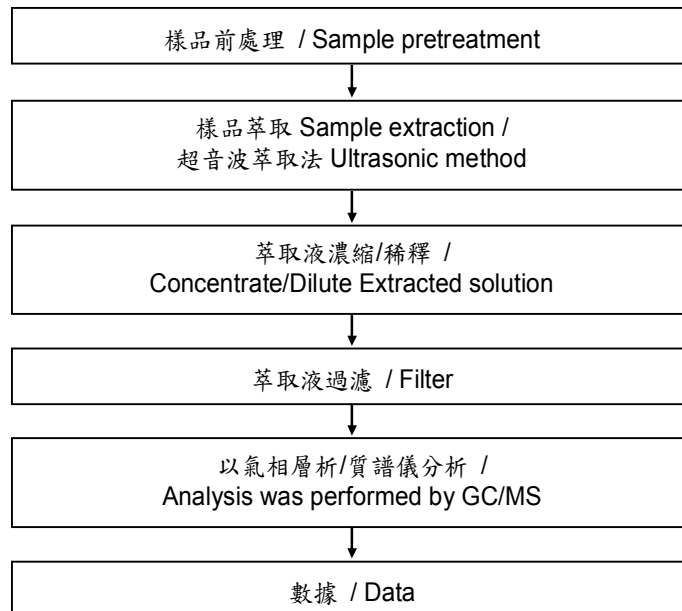 樣品前處理 / Sample pretreatment
樣品萃取 Sample extraction /
超音波萃取法 Ultrasonic method
萃取液濃縮/稀釋 /
Concentrate/Dilute Extracted solution
萃取液過濾 / Filter
以氣相層析/質譜儀分析 /
Analysis was performed by GC/MS
數據 / Data